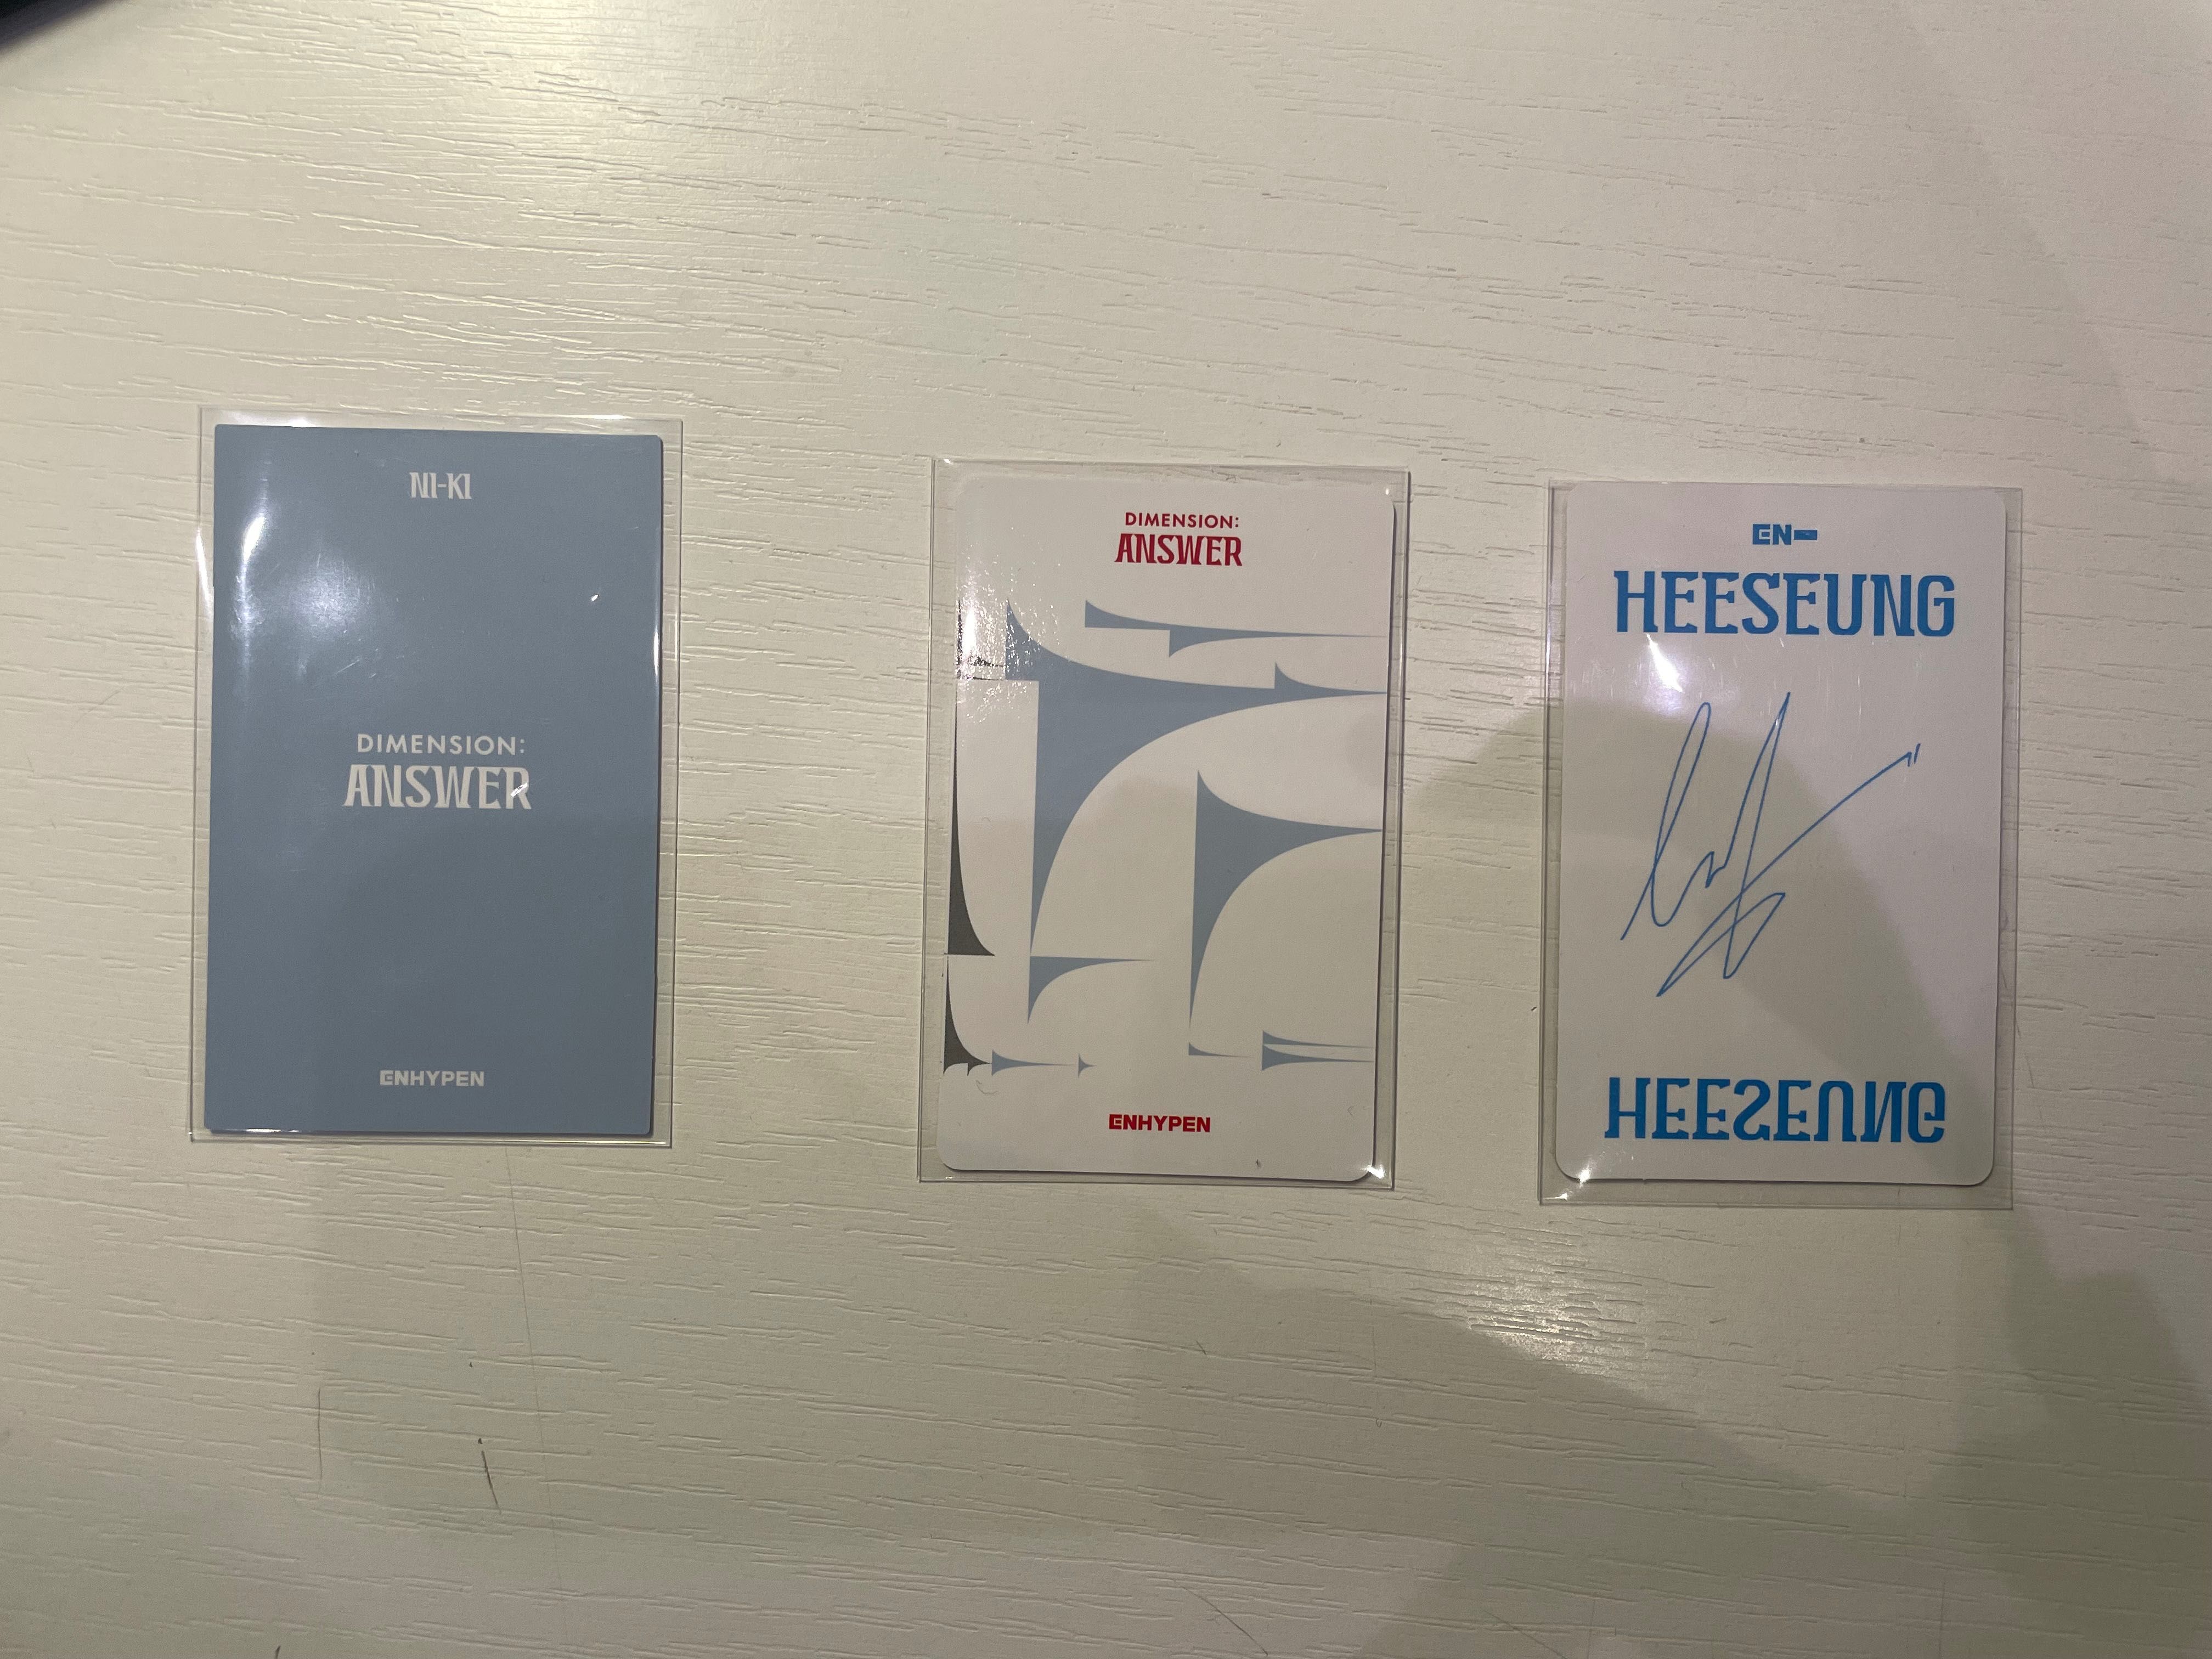 NI-KI
DIMENSION:
ANSWER
ENHYPEN
DIMENSION:
ANSWER
ENHYPEN
EN-
HEESEUNG
HEESEUNG